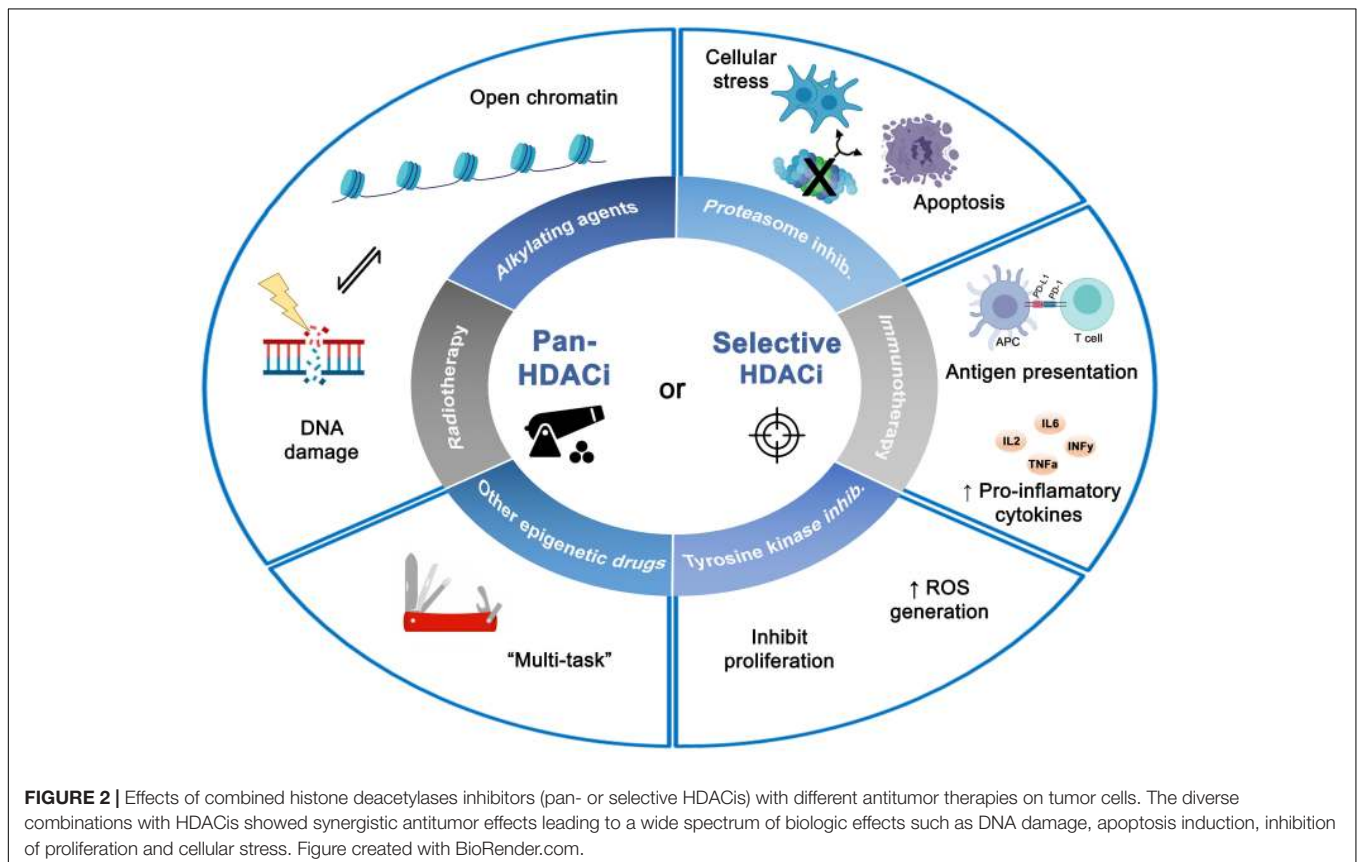 Open chromatin
Cellular
stress
Apoptosis
Alkylating agents
Proteasome inhib.
PD-L1
PD-1
APC
T cell
Antigen presentation
Radiotherapy
Pan-
HDACi
or
Selective
HDACi
Immunotherapy
DNA
damage
IL2
IL6
INFy
TNFa
↑ Pro-inflamatory
cytokines
Other epigenetic drugs
Tyrosine kinase inhib.
"Multi-task"
Inhibit
proliferation
↑ ROS
generation
FIGURE 2 | Effects of combined histone deacetylases inhibitors (pan- or selective HDACis) with different antitumor therapies on tumor cells. The diverse
combinations with HDACis showed synergistic antitumor effects leading to a wide spectrum of biologic effects such as DNA damage, apoptosis induction, inhibition
of proliferation and cellular stress. Figure created with BioRender.com.